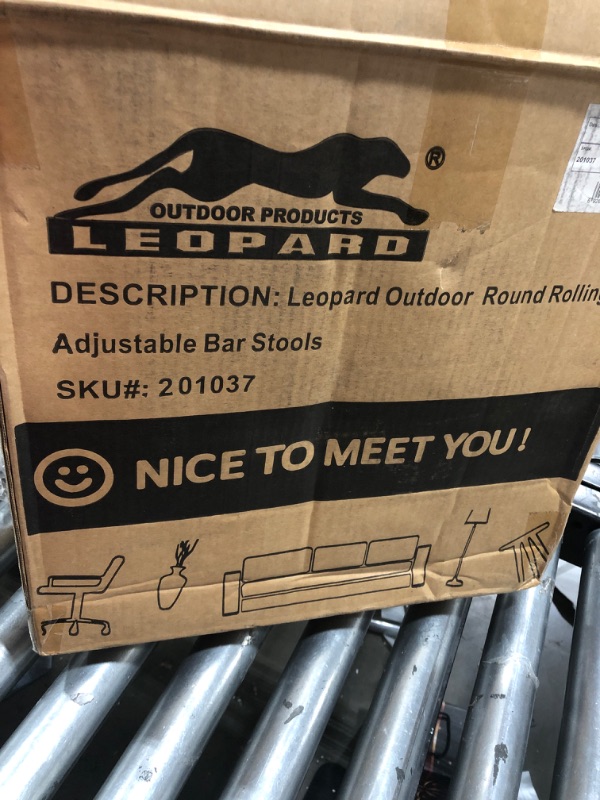 ®
OUTDOOR PRODUCTS
LEOPARD
DESCRIPTION: Leopard Outdoor Round Rolling
Adjustable Bar Stools
SKU#: 201037
NICE TO MEET YOU!
201037